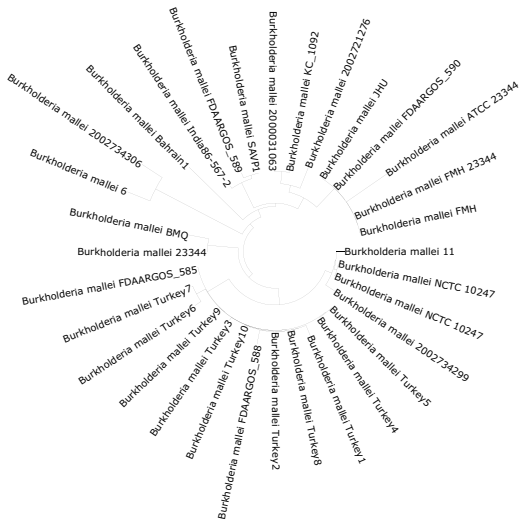 Burkholderia mallei 11
Burkholderia mallei FMH
Burkholderia mallei FMH 23344
Burkholderia mallei ATCC 23344
Burkholderia mallei FDAARGOS_590
Burkholderia mallei JHU
Burkholderia mallei 2002721276
Burkholderia mallei KC_1092
Burkholderia mallei 2000031063
Burkholderia mallei SAVP1
Burkholderia mallei FDAARGOS_589
Burkholderia mallei India86-567-2
Burkholderia mallei Bahrain1
Burkholderia mallei 2002734306
Burkholderia mallei 6
Burkholderia mallei BMQ
Burkholderia mallei 23344
Burkholderia mallei FDAARGOS_585
Burkholderia mallei Turkey7
Burkholderia mallei Turkey6
Burkholderia mallei Turkey9
Burkholderia mallei Turkey3
Burkholderia mallei Turkey10
Burkholderia mallei FDAARGOS_588
Burkholderia mallei Turkey2
Burkholderia mallei Turkey8
Burkholderia mallei Turkey1
Burkholderia mallei Turkey4
Burkholderia mallei Turkey5
Burkholderia mallei 2002734299
Burkholderia mallei NCTC 10247
Burkholderia mallei NCTC 10247